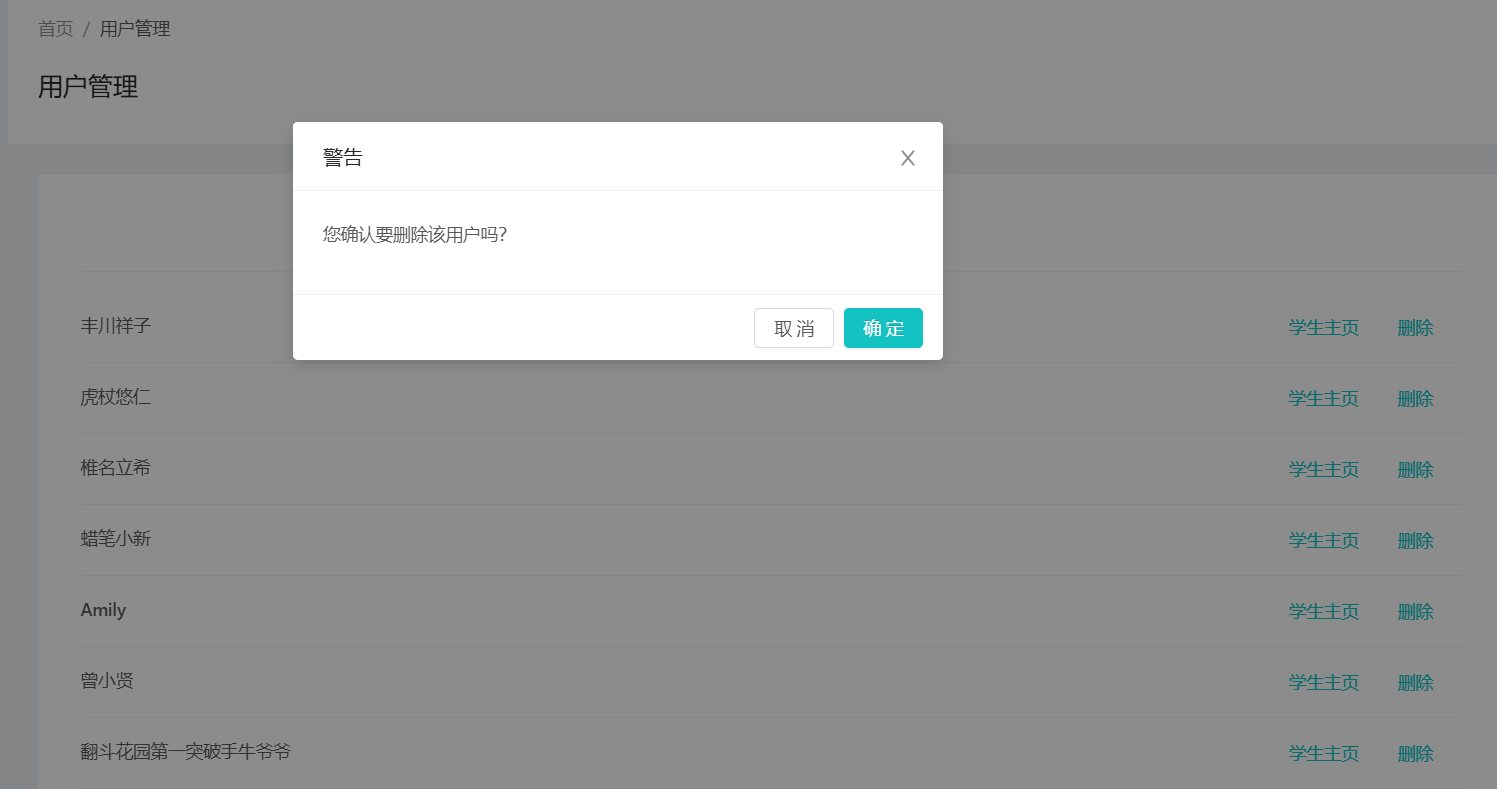 首页 / 用户管理
用户管理
警告
您确认要删除该用户吗?
取 消 确 定
丰川祥子 学生主页 删除
虎杖悠仁 学生主页 删除
椎名立希 学生主页 删除
蜡笔小新 学生主页 删除
Amily 学生主页 删除
曾小贤 学生主页 删除
翻斗花园第一突破手牛爷爷 学生主页 删除